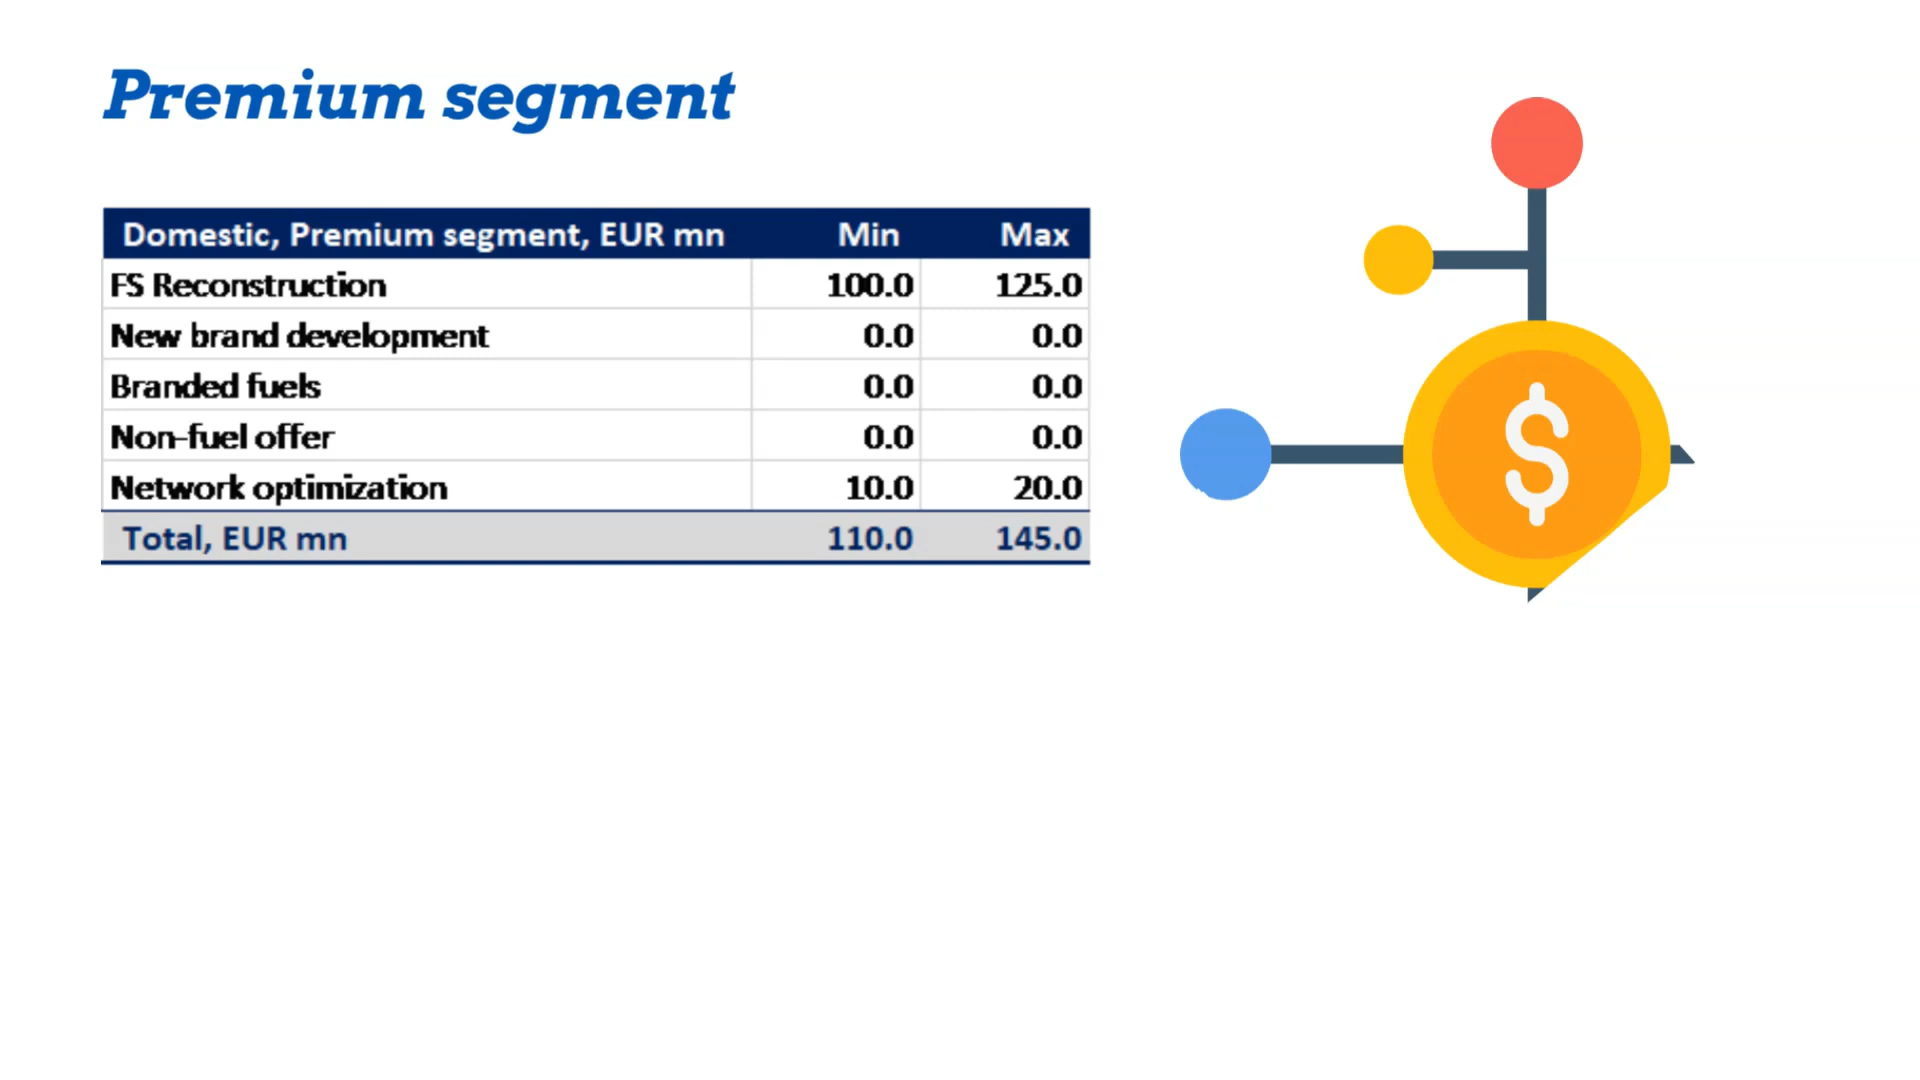 Premium segment
Domestic, Premium segment, EUR mn Min Max
FS Reconstruction 100.0 125.0
New brand development 0.0 0.0
Branded fuels 0.0 0.0
Non-fuel offer 0.0 0.0
Network optimization 10.0 20.0
Total, EUR mn 110.0 145.0
$